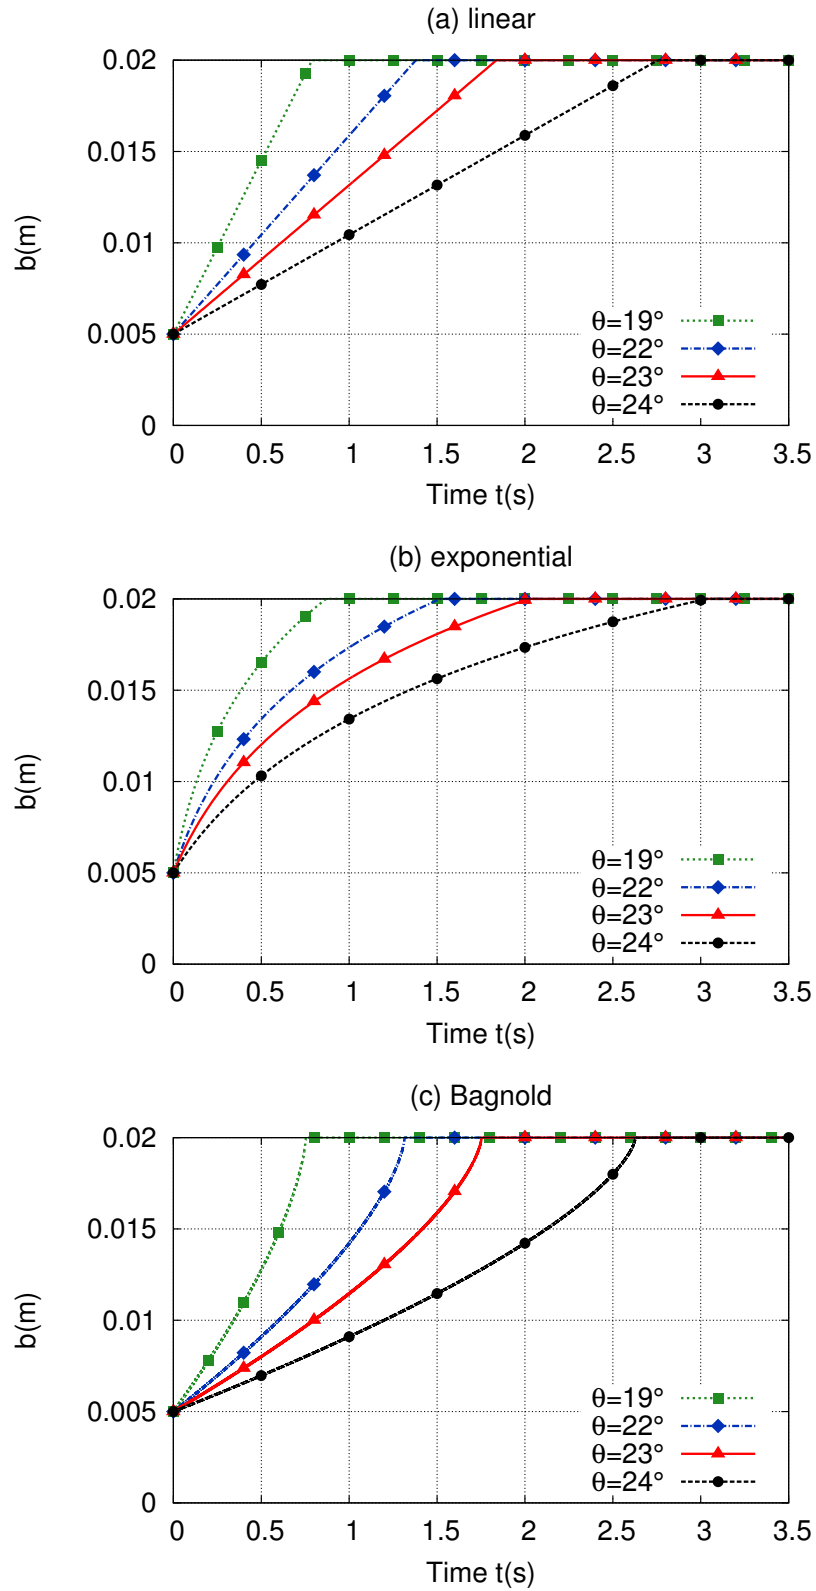 (a) linear
0.02
0.015
0.01
0.005
0
b(m)
θ=19°
θ=22°
θ=23°
θ=24°
0 0.5 1 1.5 2 2.5 3 3.5
Time t(s)
(b) exponential
0.02
0.015
0.01
0.005
0
b(m)
θ=19°
θ=22°
θ=23°
θ=24°
0 0.5 1 1.5 2 2.5 3 3.5
Time t(s)
(c) Bagnold
0.02
0.015
0.01
0.005
0
b(m)
θ=19°
θ=22°
θ=23°
θ=24°
0 0.5 1 1.5 2 2.5 3 3.5
Time t(s)